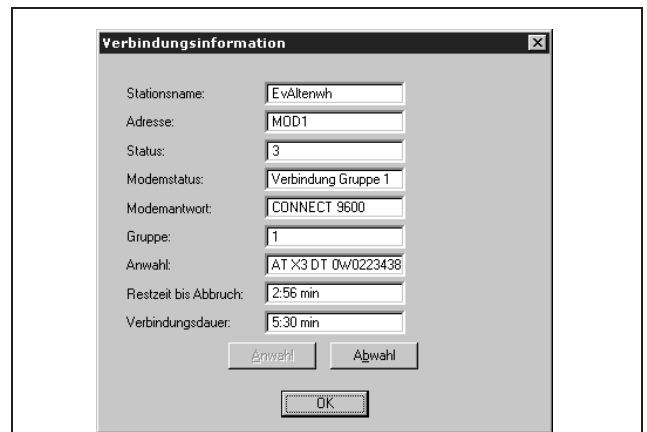 Verbindungsinformation
Stationsname: EvAltenwh
Adresse: MOD1
Status: 3
Modemstatus: Verbindung Gruppe 1
Modemantwort: CONNECT 9600
Gruppe: 1
Anwahl: AT X3 DT 0W0223438
Restzeit bis Abbruch: 2:56 min
Verbindungsdauer: 5:30 min
Anwahl Abwahl
OK